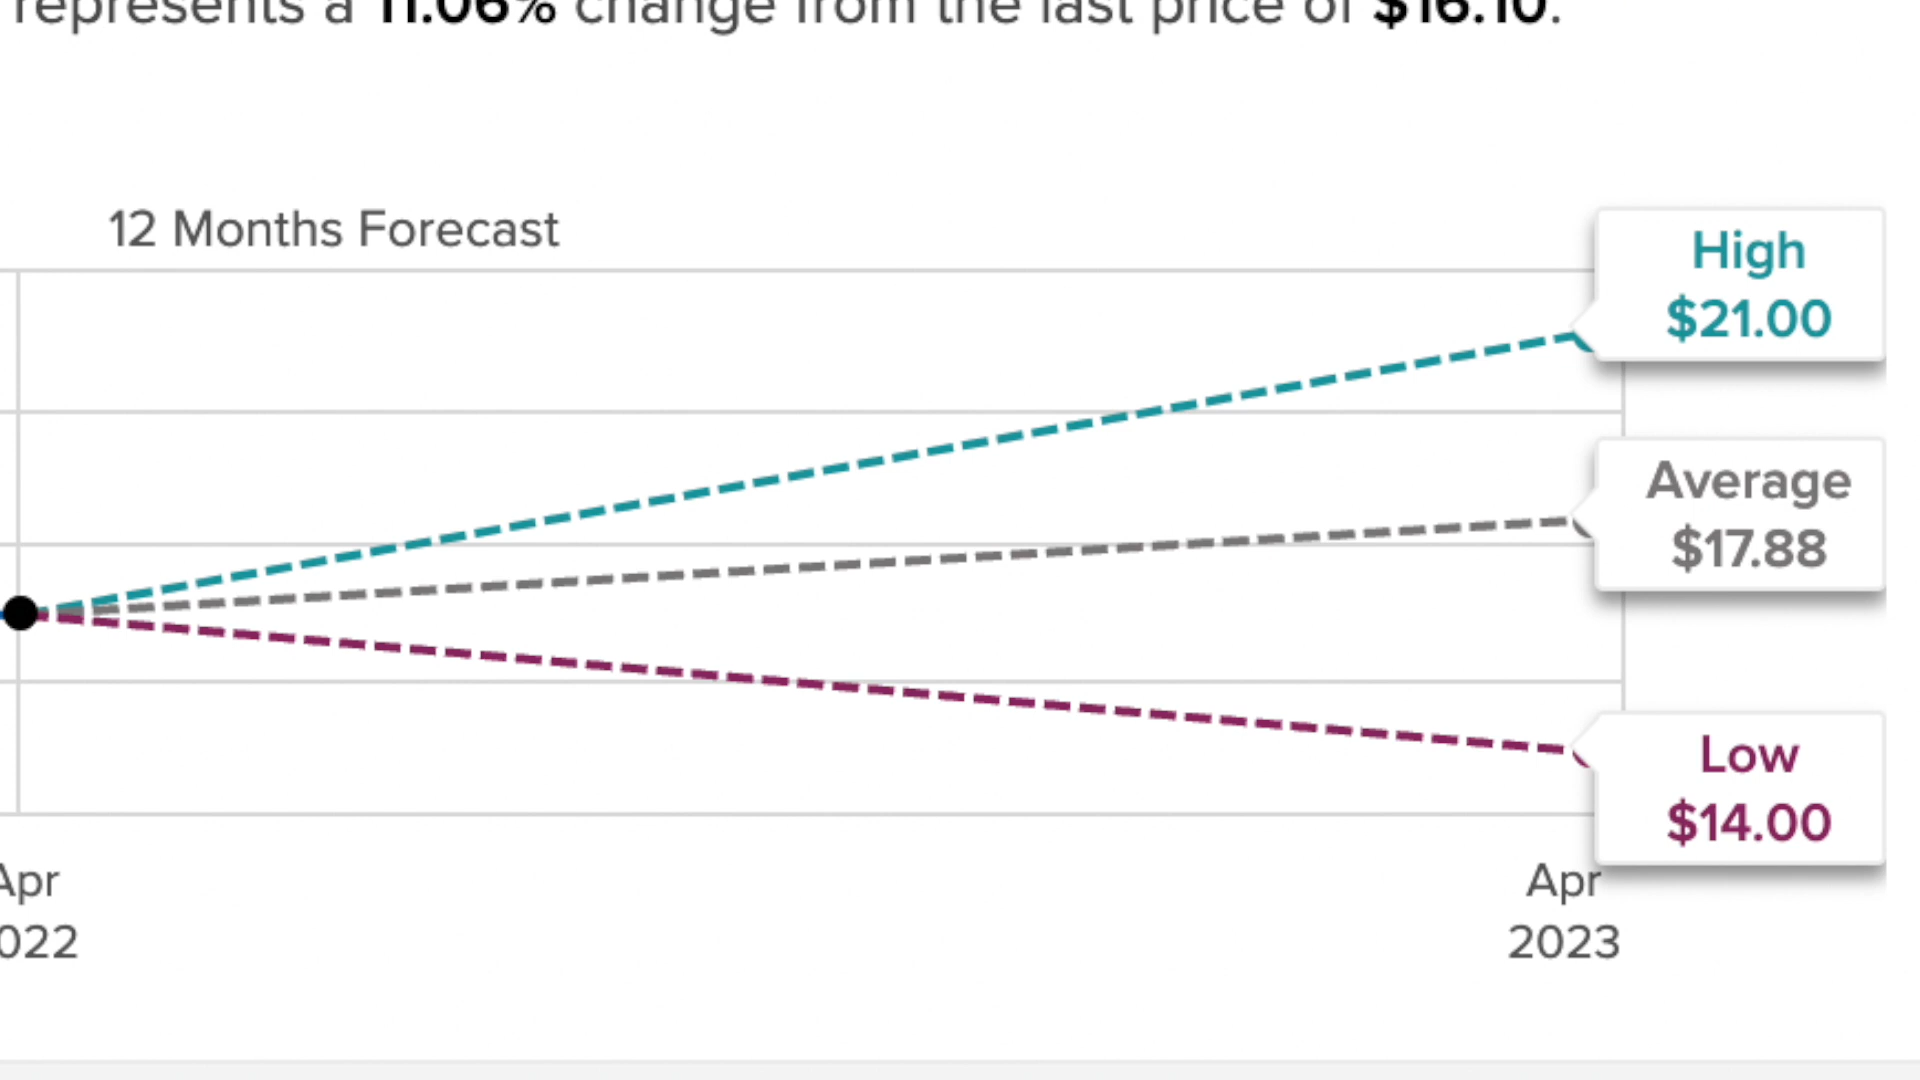 represents a 11.06% change from the last price of $16.10.
12 Months Forecast
High
$21.00
Average
$17.88
Low
$14.00
Apr
022
Apr
2023